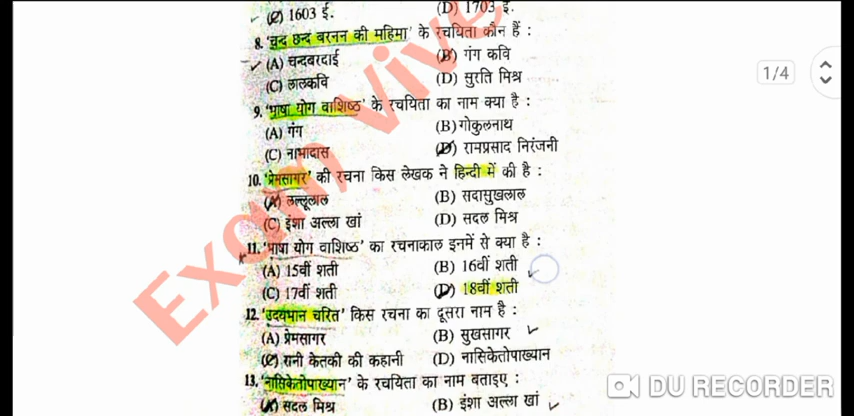 (C) 1603 ई. (D) 1703 ई.
8. 'चन्द छन्द बरनन की महिमा' के रचयिता कौन हैं :
(A) चन्दबरदाई (B) गंग कवि
(C) लालकवि (D) सुरति मिश्र
9. 'भाषा योग वाशिष्ठ' के रचयिता का नाम क्या है :
(A) गंग (B) गोकुलनाथ
(C) नाभादास (D) रामप्रसाद निरंजनी
10. 'प्रेमसागर' की रचना किस लेखक ने हिन्दी में की है :
(A) लल्लूलाल (B) सदासुखलाल
(C) इंशा अल्ला खां (D) सदल मिश्र
11. 'भाषा योग वाशिष्ठ' का रचनाकाल इनमें से क्या है :
(A) 15वीं शती (B) 16वीं शती
(C) 17वीं शती (D) 18वीं शती
12. 'उदयभान चरित' किस रचना का दूसरा नाम है :
(A) प्रेमसागर (B) सुखसागर
(C) रानी केतकी की कहानी (D) नासिकेतोपाख्यान
13. 'नासिकेतोपाख्यान' के रचयिता का नाम बताइए :
(A) सदल मिश्र (B) इंशा अल्ला खां
1/4
Exam Vive
DU RECORDER